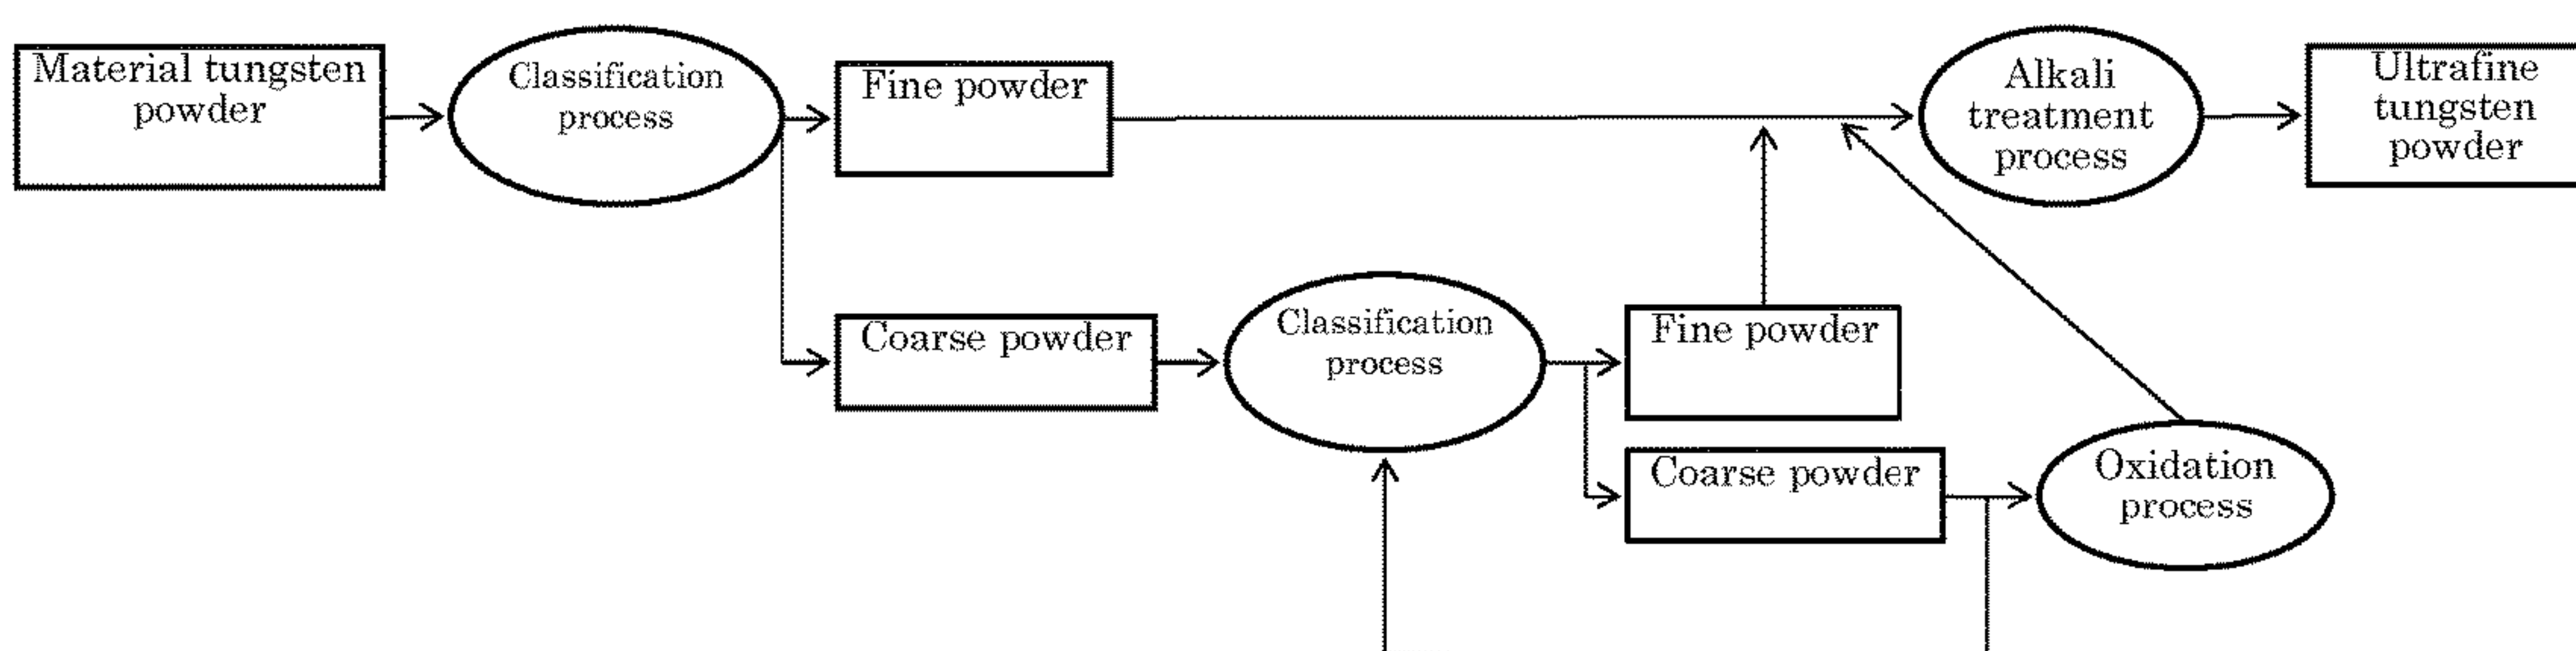 Material tungsten
powder
Classification
process
Fine powder
Alkali
treatment
process
Ultrafine
tungsten
powder
Coarse powder
Classification
process
Fine powder
Coarse powder
Oxidation
process